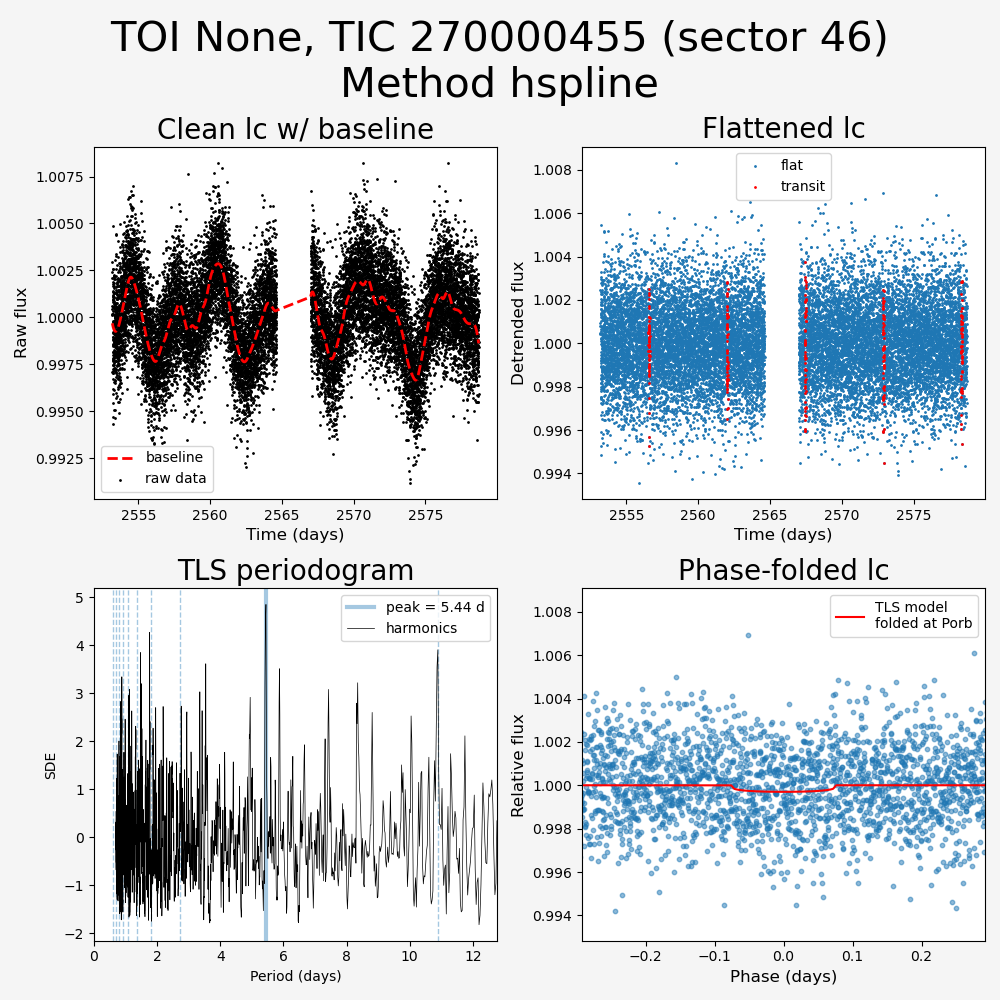 TOI None, TIC 270000455 (sector 46)
Method hspline
Clean lc w/ baseline
Raw flux
1.0075
1.0050
1.0025
1.0000
0.9975
0.9950
0.9925
baseline
raw data
2555 2560 2565 2570 2575
Time (days)
Flattened lc
Detrended flux
1.008
1.006
1.004
1.002
1.000
0.998
0.996
0.994
flat
transit
2555 2560 2565 2570 2575
Time (days)
TLS periodogram
SDE
5
4
3
2
1
0
−1
−2
peak = 5.44 d
harmonics
0 2 4 6 8 10 12
Period (days)
Phase-folded lc
Relative flux
1.008
1.006
1.004
1.002
1.000
0.998
0.996
0.994
TLS model
folded at Porb
−0.2 −0.1 0.0 0.1 0.2
Phase (days)